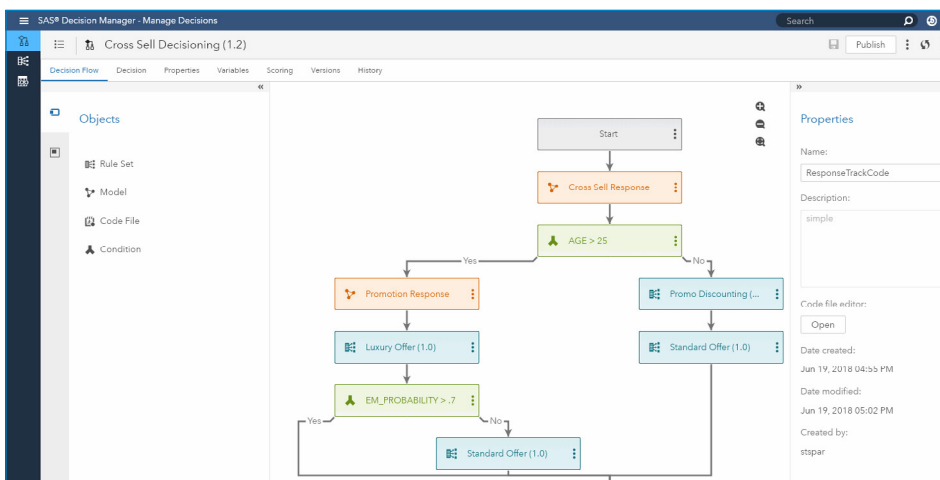 SAS® Decision Manager - Manage Decisions
Search
Cross Sell Decisioning (1.2)
Publish
Decision Flow
Decision
Properties
Variables
Scoring
Versions
History
«
»
Objects
Rule Set
Model
Code File
Condition
Start
Cross Sell Response
AGE > 25
Yes
No
Promotion Response
Promo Discounting (...
Luxury Offer (1.0)
Standard Offer (1.0)
EM_PROBABILITY > .7
Yes
No
Standard Offer (1.0)
Properties
Name:
ResponseTrackCode
Description:
simple
Code file editor:
Open
Date created:
Jun 19, 2018 04:55 PM
Date modified:
Jun 19, 2018 05:02 PM
Created by:
stspar